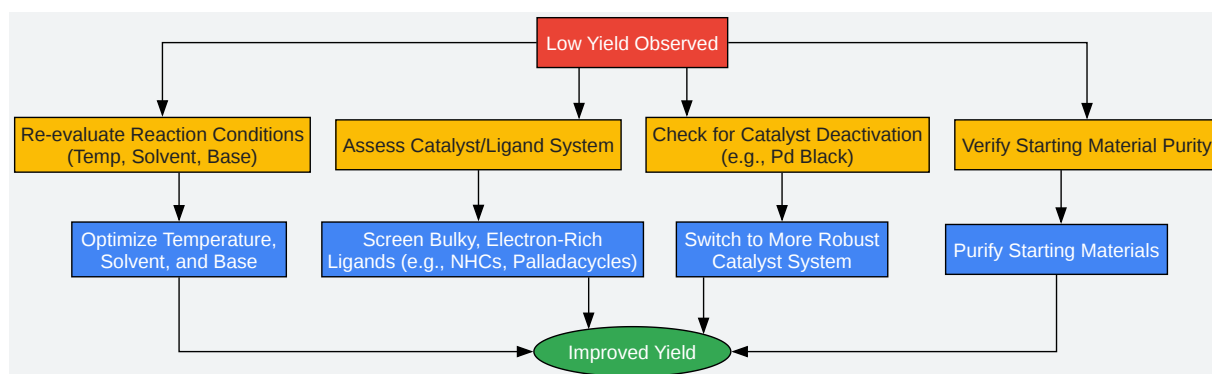 Low Yield Observed
Re-evaluate Reaction Conditions
(Temp, Solvent, Base)
Assess Catalyst/Ligand System
Check for Catalyst Deactivation
(e.g., Pd Black)
Verify Starting Material Purity
Optimize Temperature,
Solvent, and Base
Screen Bulky, Electron-Rich
Ligands (e.g., NHCs, Palladacycles)
Switch to More Robust
Catalyst System
Purify Starting Materials
Improved Yield